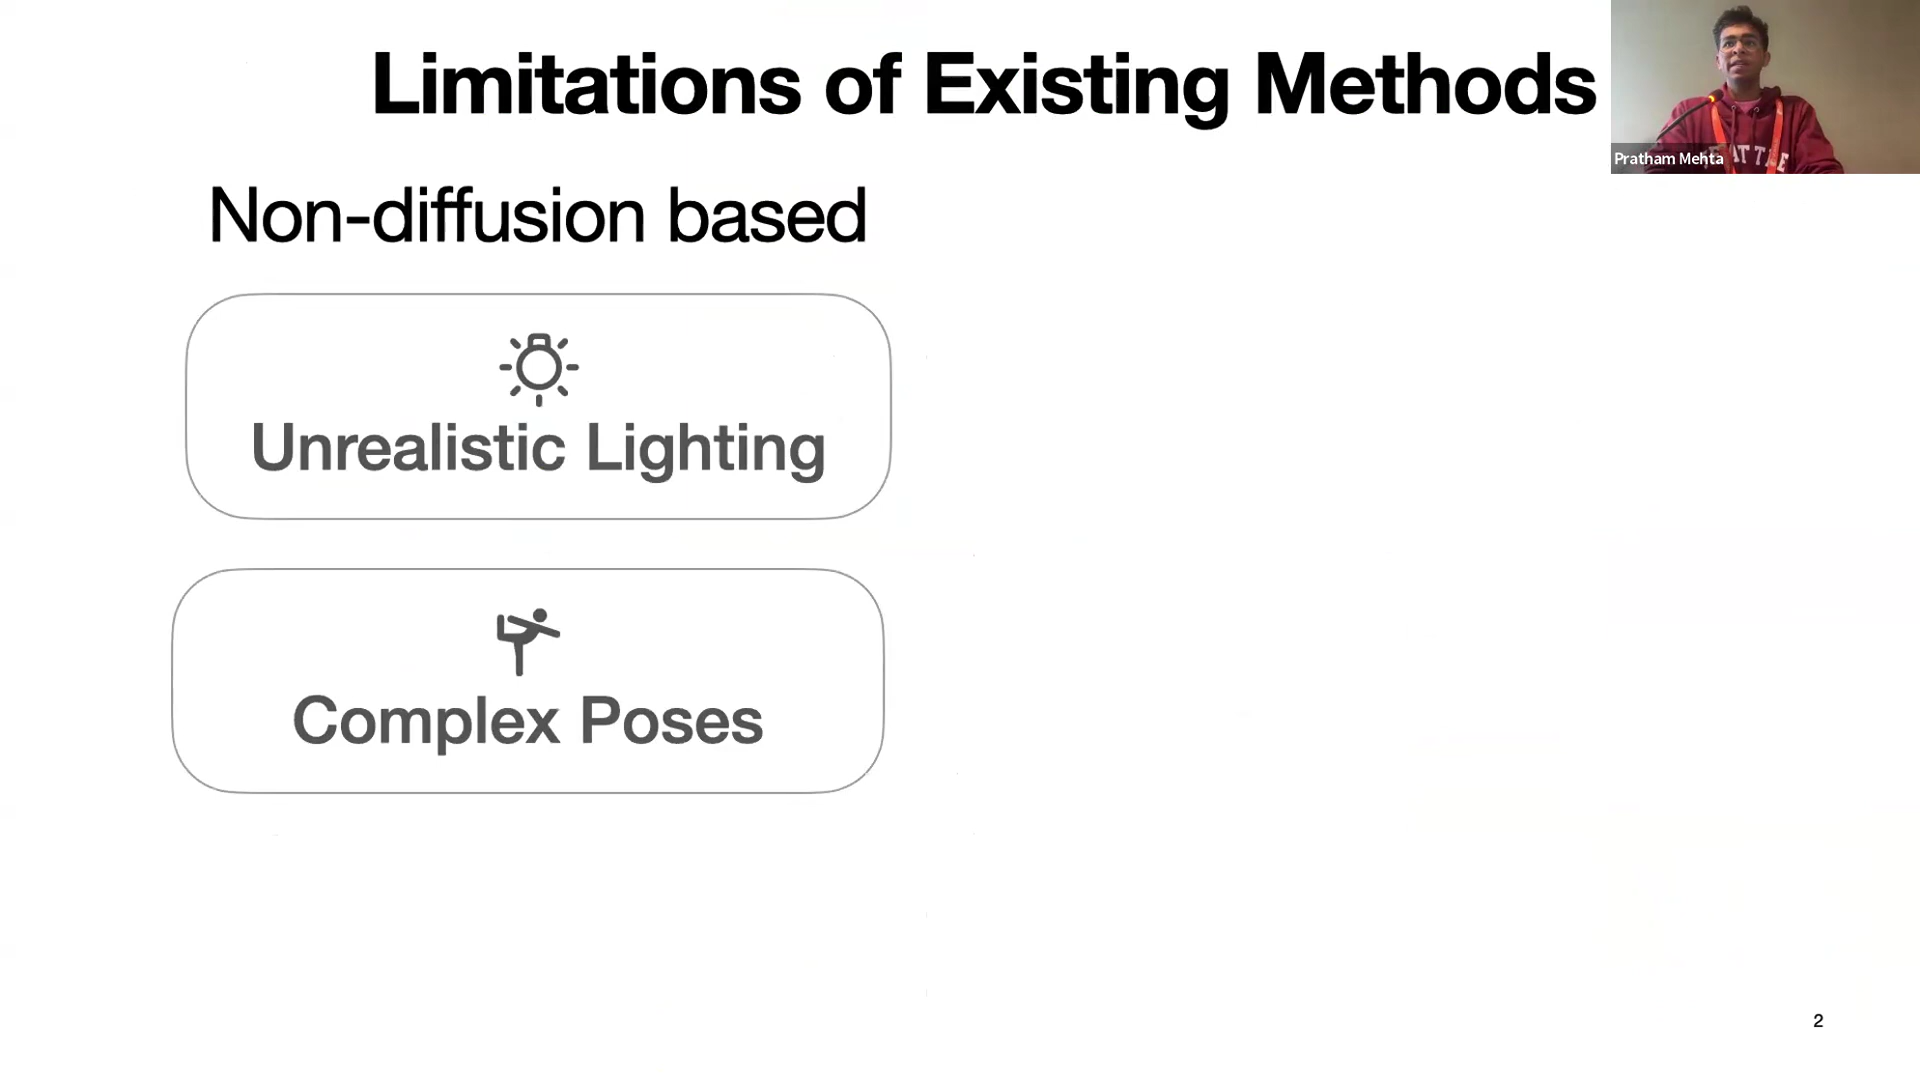 Limitations of Existing Methods
Non-diffusion based
Unrealistic Lighting
Complex Poses
Pratham Mehta
2